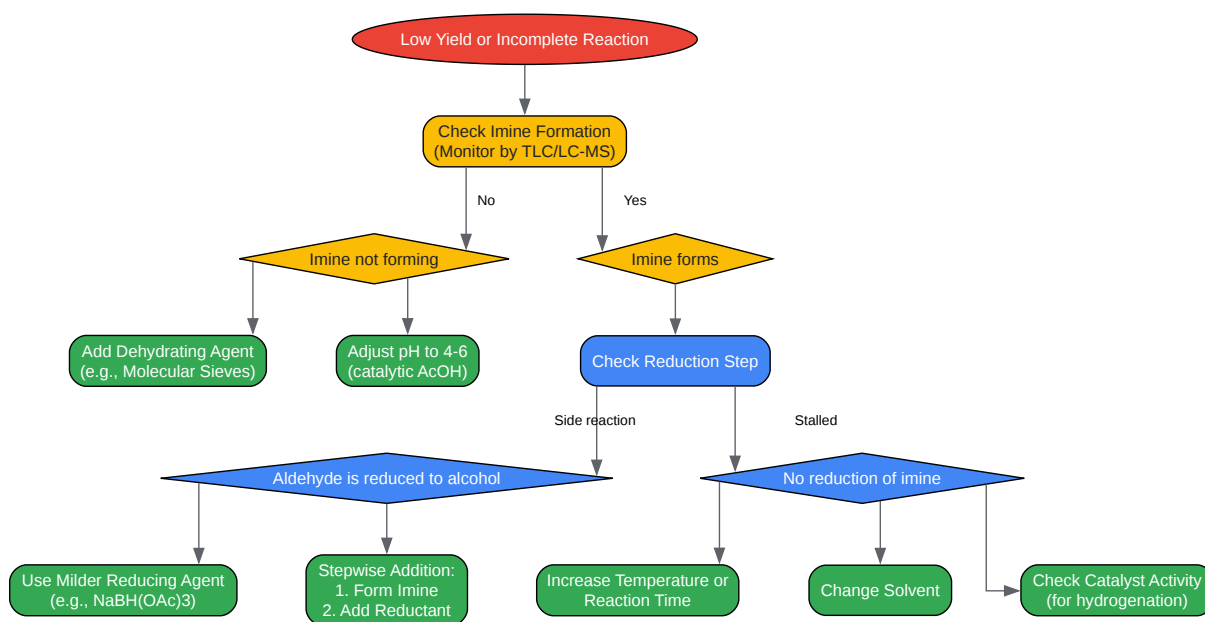 Low Yield or Incomplete Reaction
Check Imine Formation
(Monitor by TLC/LC-MS)
No
Yes
Imine not forming
Imine forms
Add Dehydrating Agent
(e.g., Molecular Sieves)
Adjust pH to 4-6
(catalytic AcOH)
Check Reduction Step
Side reaction
Stalled
Aldehyde is reduced to alcohol
No reduction of imine
Use Milder Reducing Agent
(e.g., NaBH(OAc)3)
Stepwise Addition:
1. Form Imine
2. Add Reductant
Increase Temperature or
Reaction Time
Change Solvent
Check Catalyst Activity
(for hydrogenation)